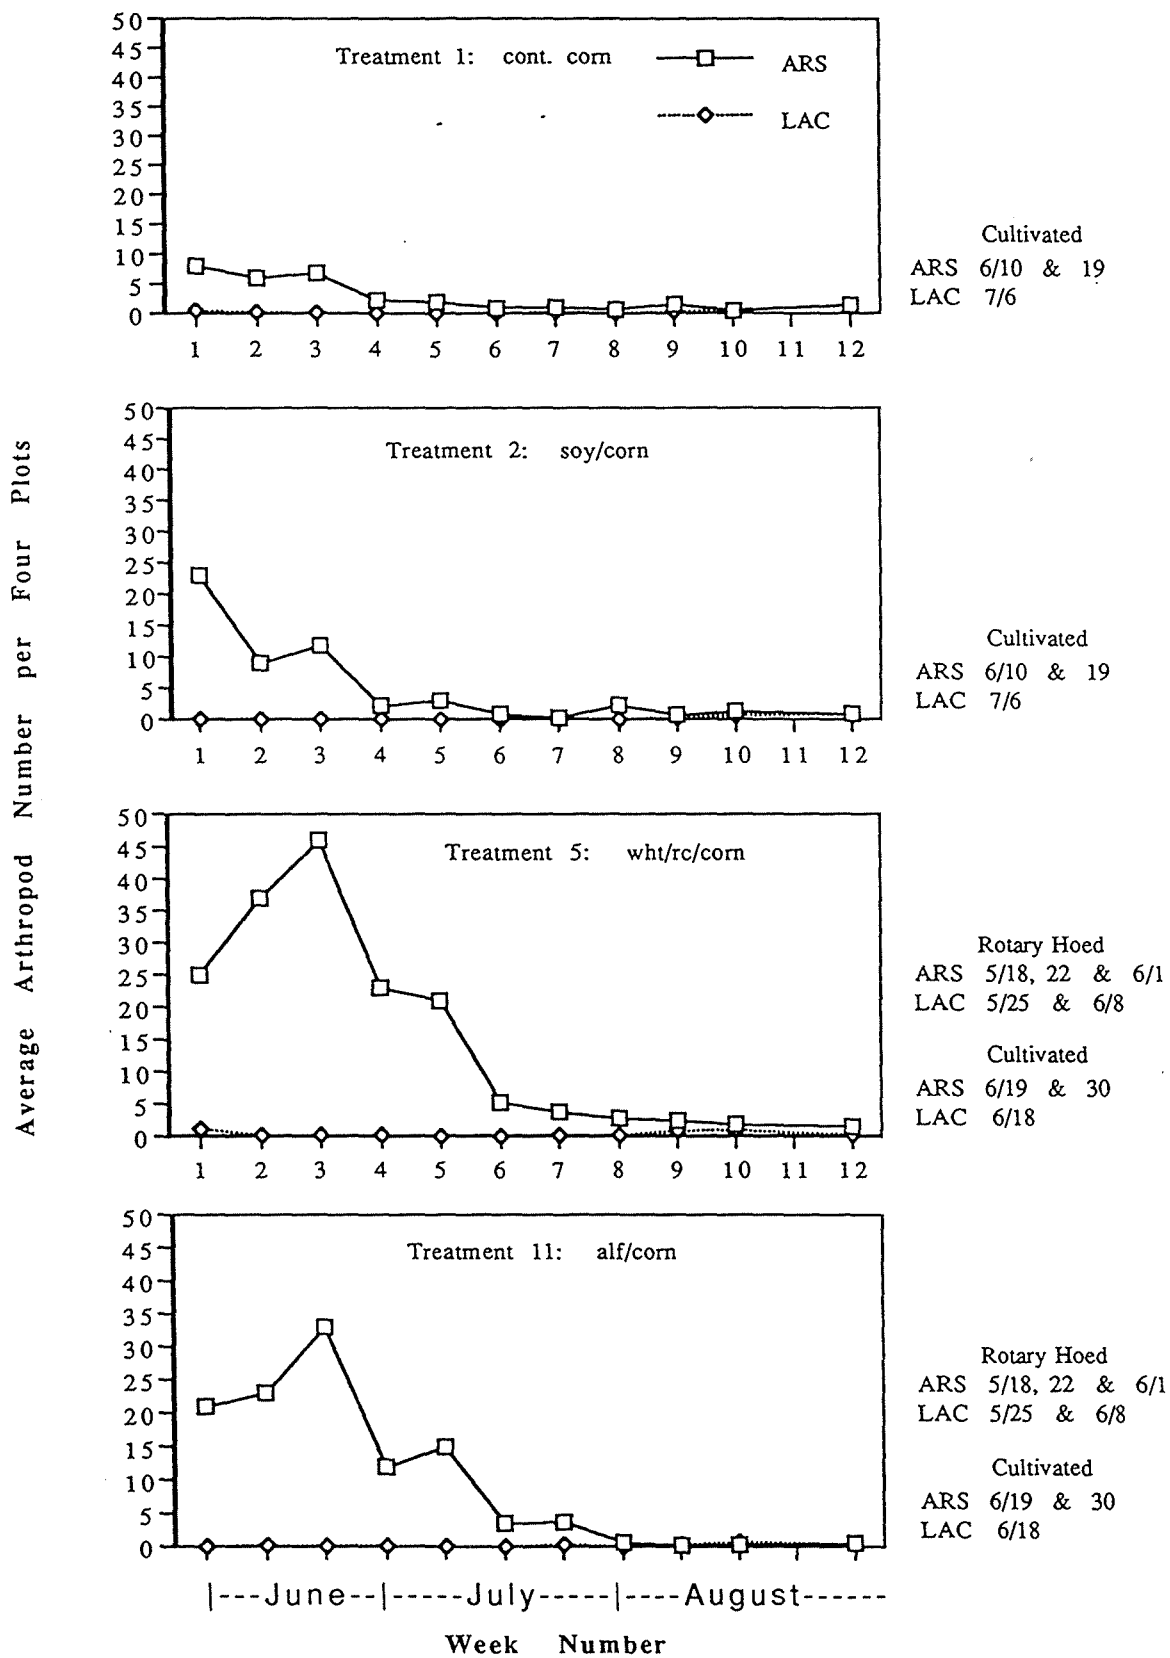 Average Arthropod Number per Four Plots
50
45
40
35
30
25
20
15
10
5
0
Treatment 1: cont. corn
ARS
LAC
1 2 3 4 5 6 7 8 9 10 11 12
Cultivated
ARS 6/10 & 19
LAC 7/6
50
45
40
35
30
25
20
15
10
5
0
Treatment 2: soy/corn
1 2 3 4 5 6 7 8 9 10 11 12
Cultivated
ARS 6/10 & 19
LAC 7/6
50
45
40
35
30
25
20
15
10
5
0
Treatment 5: wht/rc/corn
1 2 3 4 5 6 7 8 9 10 11 12
Rotary Hoed
ARS 5/18, 22 & 6/1
LAC 5/25 & 6/8
Cultivated
ARS 6/19 & 30
LAC 6/18
50
45
40
35
30
25
20
15
10
5
0
Treatment 11: alf/corn
Rotary Hoed
ARS 5/18, 22 & 6/1
LAC 5/25 & 6/8
Cultivated
ARS 6/19 & 30
LAC 6/18
|---June--|-----July-----|----August------
Week Number